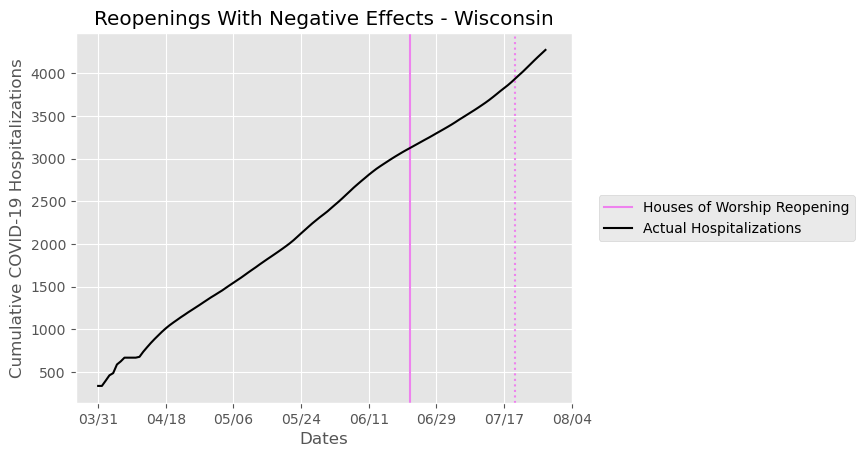 Reopenings With Negative Effects - Wisconsin
Cumulative COVID-19 Hospitalizations
4000
3500
3000
2500
2000
1500
1000
500
03/31 04/18 05/06 05/24 06/11 06/29 07/17 08/04
Dates
Houses of Worship Reopening
Actual Hospitalizations